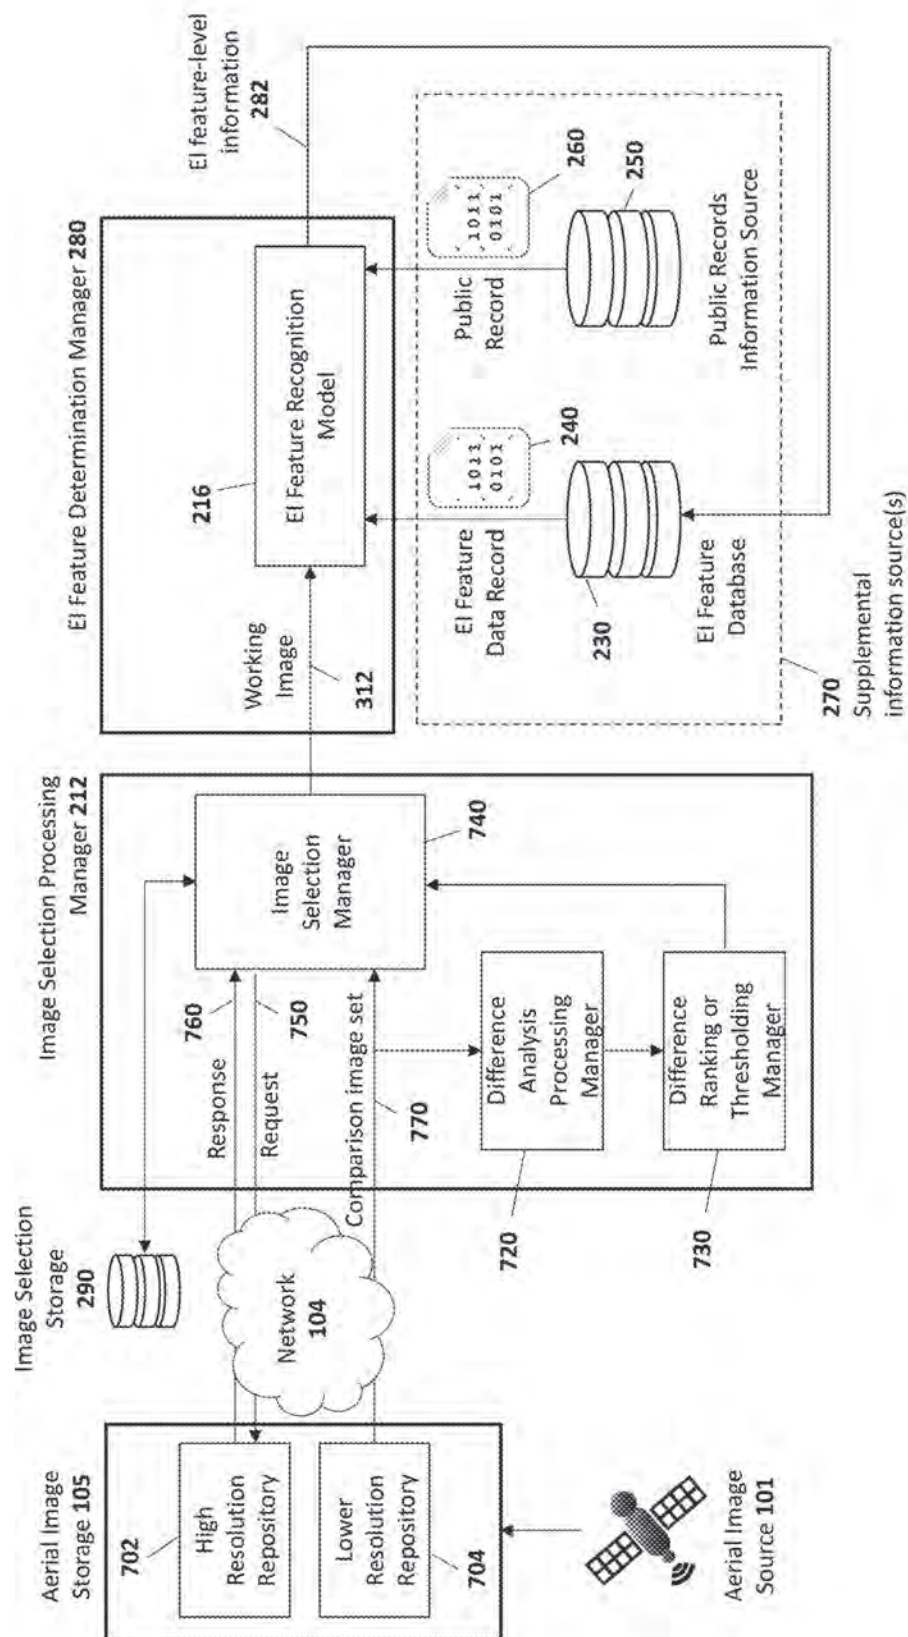 Aerial Image
Storage 105
702
High
Resolution
Repository
Lower
Resolution
Repository
704
Aerial Image
Source 101
Image Selection
Storage
290
Network
104
Image Selection Processing
Manager 212
Response
760
Request
750
Comparison image set
770
Image
Selection
Manager
740
Difference
Analysis
Processing
Manager
720
Difference
Ranking or
Thresholding
Manager
730
EI Feature Determination Manager 280
Working
Image
312
216
EI Feature Recognition
Model
EI feature-level
information
282
EI Feature
Data Record
1011
0101
240
Public
Record
1011
0101
260
230
EI Feature
Database
250
Public Records
Information Source
270
Supplemental
information source(s)